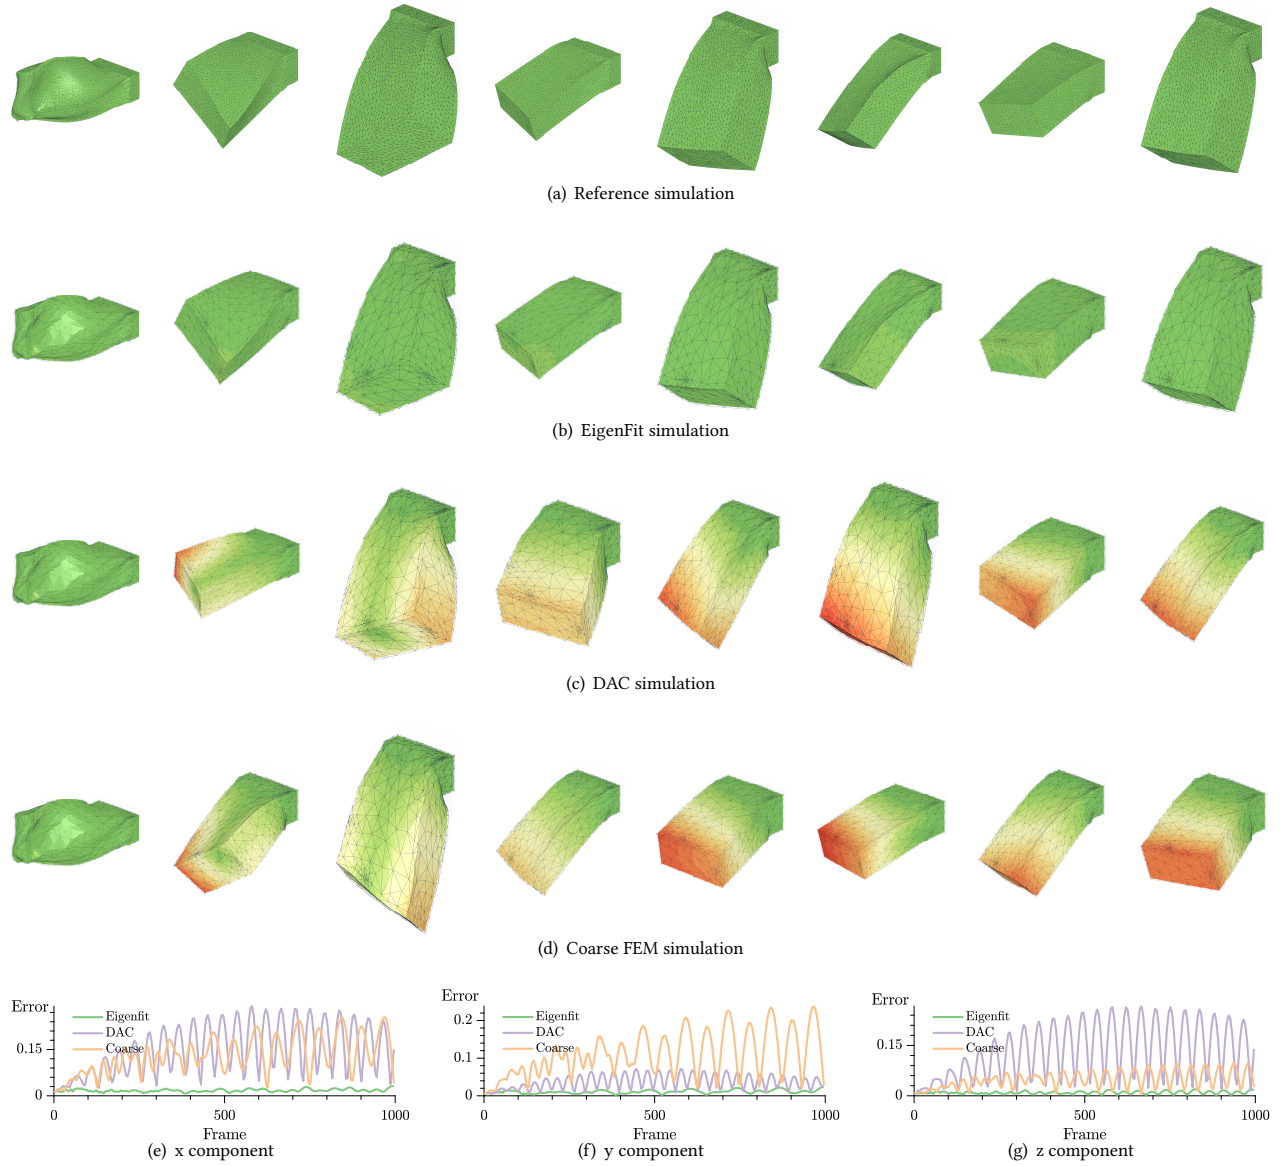 (a) Reference simulation
(b) EigenFit simulation
(c) DAC simulation
(d) Coarse FEM simulation
Error
Eigenfit
DAC
Coarse
0.15
0
0
500
1000
Frame
(e) x component
Error
Eigenfit
DAC
Coarse
0.2
0.1
0
0
500
1000
Frame
(f) y component
Error
Eigenfit
DAC
Coarse
0.15
0
0
500
1000
Frame
(g) z component